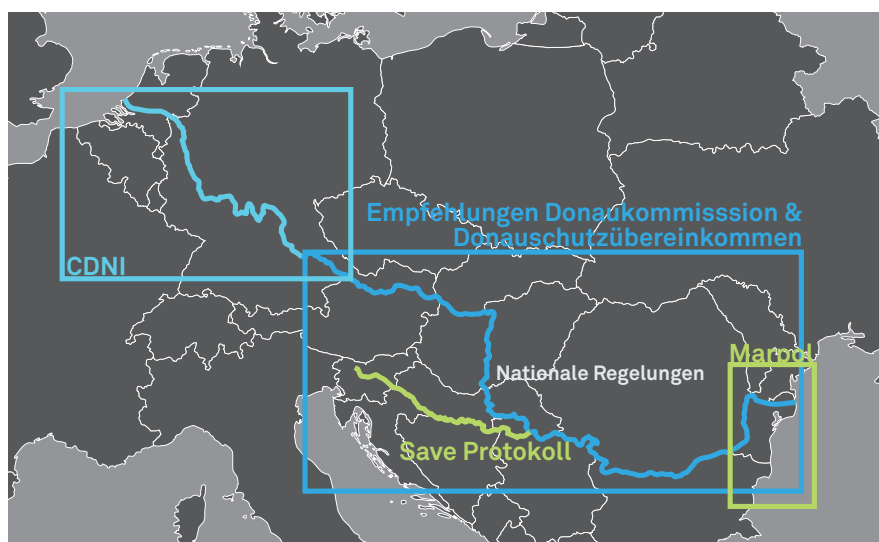 Empfehlungen Donaukommisssion &
Donauschutzübereinkommen
CDNI
Marpol
Nationale Regelungen
Save Protokoll